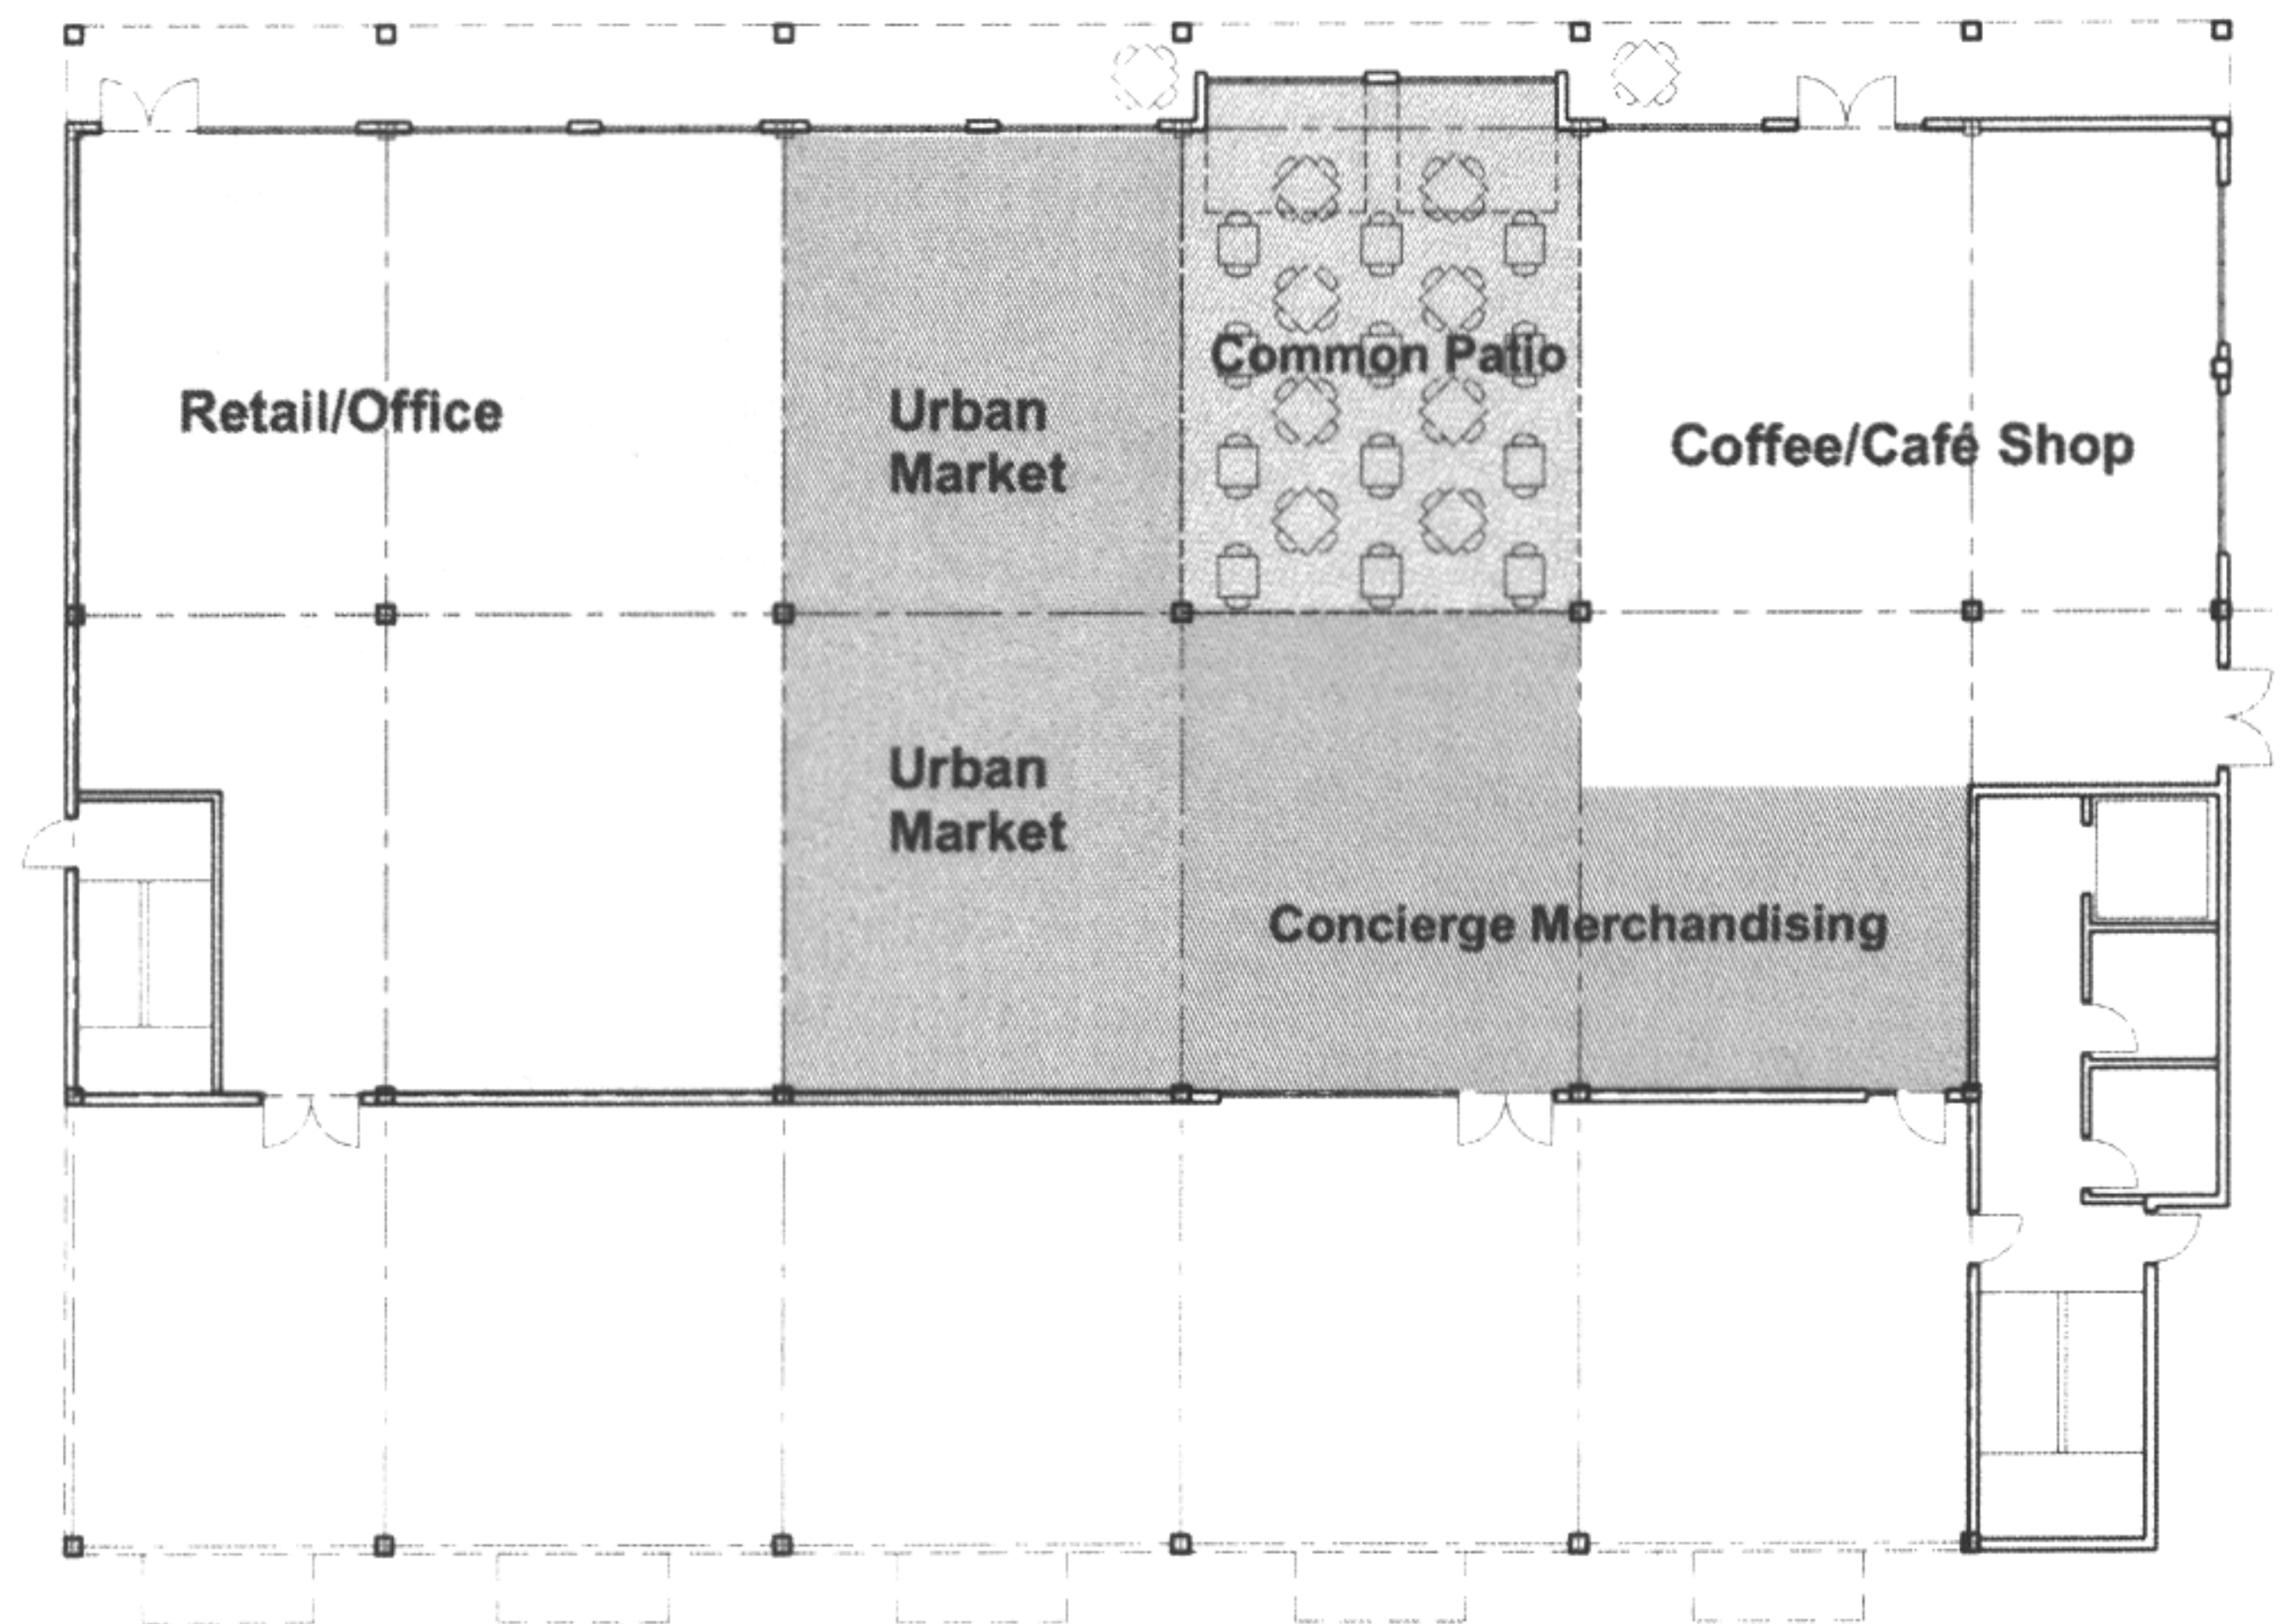 Common Patio
Retail/Office
Urban
Market
Coffee/Café Shop
Urban
Market
Concierge Merchandising